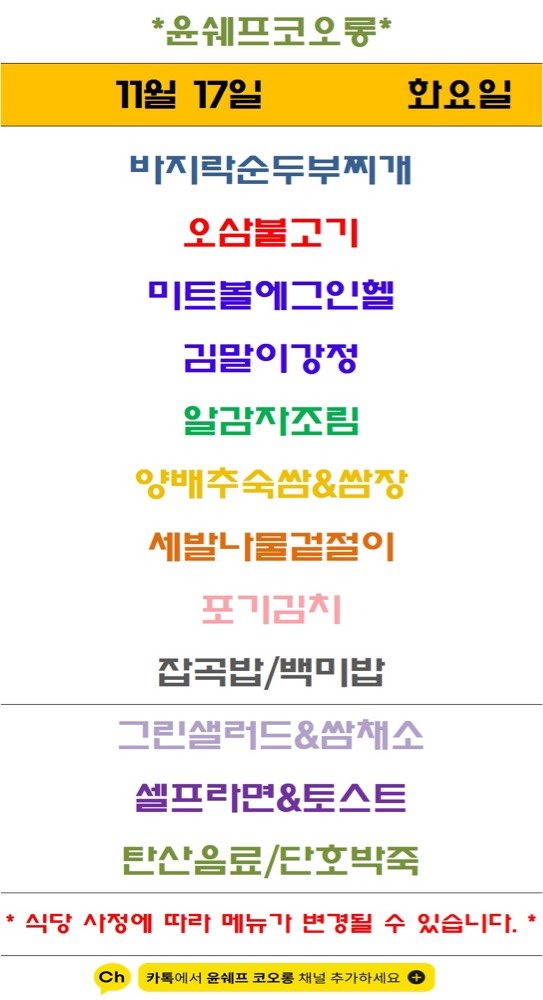 *윤쉐프코오롱*
11월 17일 화요일
바지락순두부찌개
오삼불고기
미트볼에그인헬
김말이강정
알감자조림
양배추숙쌈&쌈장
세발나물겉절이
포기김치
잡곡밥/백미밥
그린샐러드&쌈채소
셀프라면&토스트
탄산음료/단호박죽
* 식당 사정에 따라 메뉴가 변경될 수 있습니다. *
Ch 카톡에서 윤쉐프 코오롱 채널 추가하세요